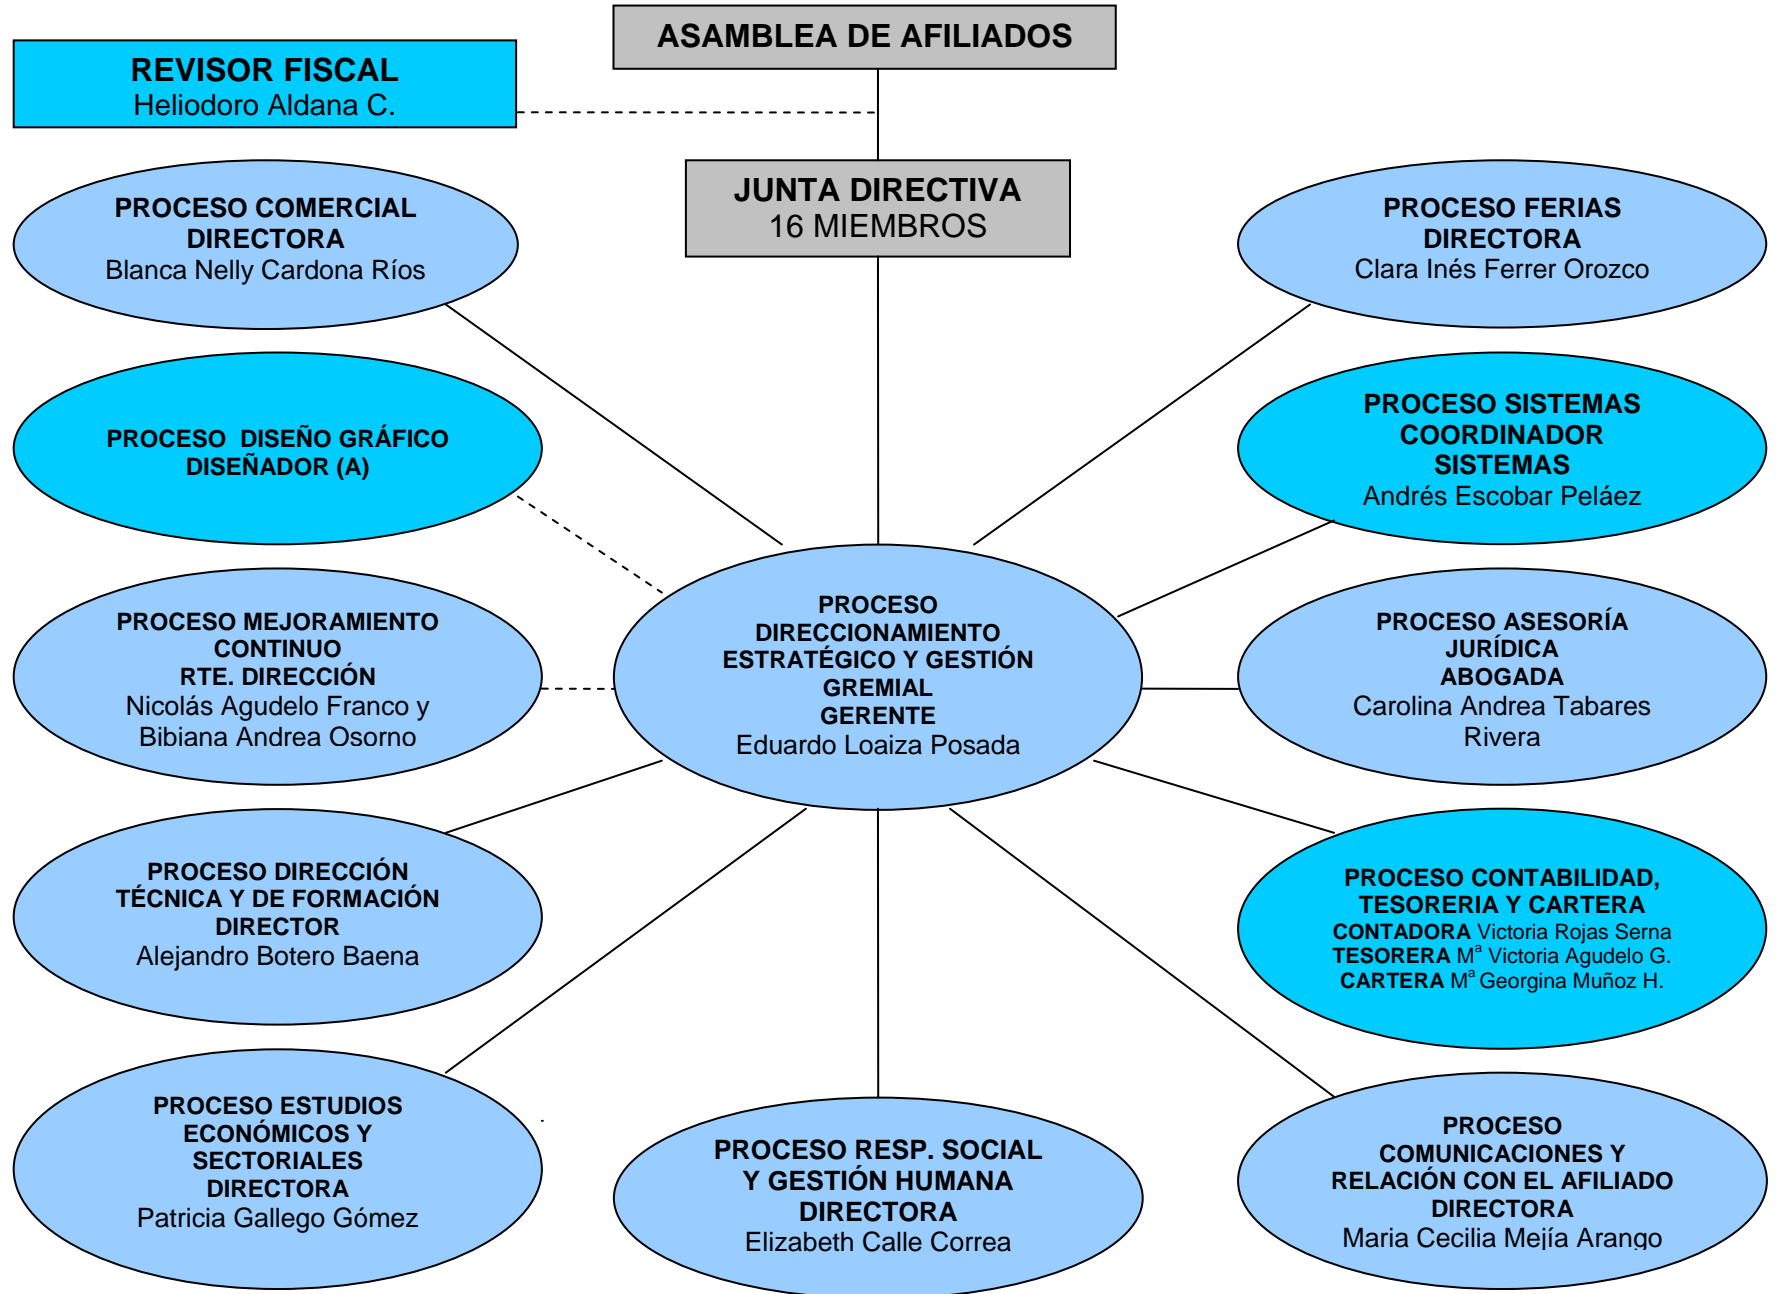 ASAMBLEA DE AFILIADOS
REVISOR FISCAL
Heliodoro Aldana C.
JUNTA DIRECTIVA
16 MIEMBROS
PROCESO COMERCIAL
DIRECTORA
Blanca Nelly Cardona Ríos
PROCESO FERIAS
DIRECTORA
Clara Inés Ferrer Orozco
PROCESO DISEÑO GRÁFICO
DISEÑADOR (A)
PROCESO SISTEMAS
COORDINADOR
SISTEMAS
Andrés Escobar Peláez
PROCESO MEJORAMIENTO
CONTINUO
RTE. DIRECCIÓN
Nicolás Agudelo Franco y
Bibiana Andrea Osorno
PROCESO
DIRECCIONAMIENTO
ESTRATÉGICO Y GESTIÓN
GREMIAL
GERENTE
Eduardo Loaiza Posada
PROCESO ASESORÍA
JURÍDICA
ABOGADA
Carolina Andrea Tabares
Rivera
PROCESO DIRECCIÓN
TÉCNICA Y DE FORMACIÓN
DIRECTOR
Alejandro Botero Baena
PROCESO CONTABILIDAD,
TESORERIA Y CARTERA
CONTADORA Victoria Rojas Serna
TESORERA Mª Victoria Agudelo G.
CARTERA Mª Georgina Muñoz H.
PROCESO ESTUDIOS
ECONÓMICOS Y
SECTORIALES
DIRECTORA
Patricia Gallego Gómez
PROCESO RESP. SOCIAL
Y GESTIÓN HUMANA
DIRECTORA
Elizabeth Calle Correa
PROCESO
COMUNICACIONES Y
RELACIÓN CON EL AFILIADO
DIRECTORA
Maria Cecilia Mejía Arango